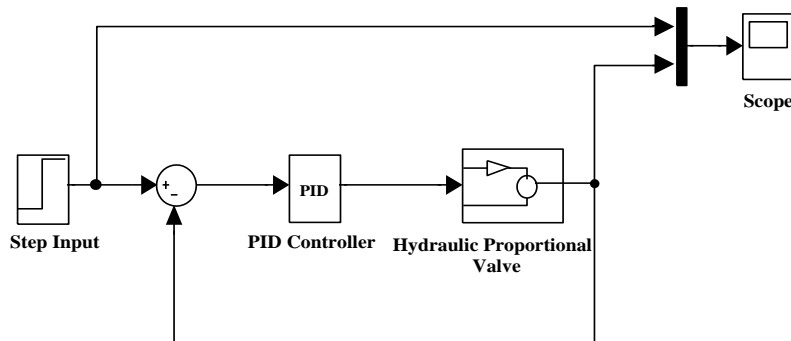 Scope
+
−
PID
Step Input
PID Controller
Hydraulic Proportional
Valve